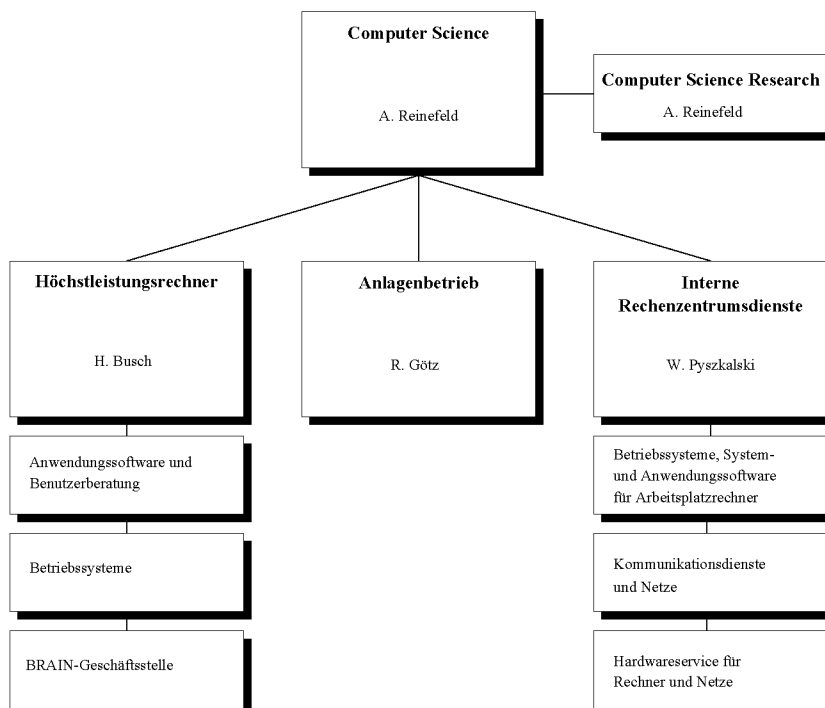 Computer Science
A. Reinefeld
Computer Science Research
A. Reinefeld
Höchstleistungsrechner
H. Busch
Anlagenbetrieb
R. Götz
Interne
Rechenzentrumsdienste
W. Pyszkalski
Anwendungssoftware und
Benutzerberatung
Betriebssysteme
BRAIN-Geschäftsstelle
Betriebssysteme, System-
und Anwendungssoftware
für Arbeitsplatzrechner
Kommunikationsdienste
und Netze
Hardwareservice für
Rechner und Netze